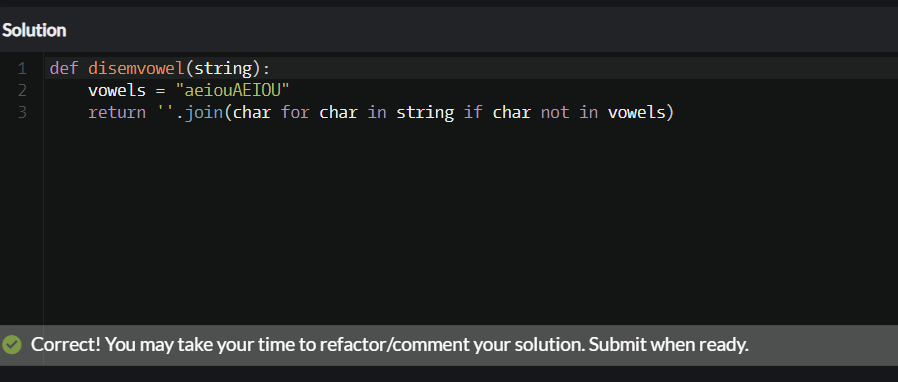 Solution
1 def disemvowel(string):
2     vowels = "aeiouAEIOU"
3     return ''.join(char for char in string if char not in vowels)
Correct! You may take your time to refactor/comment your solution. Submit when ready.